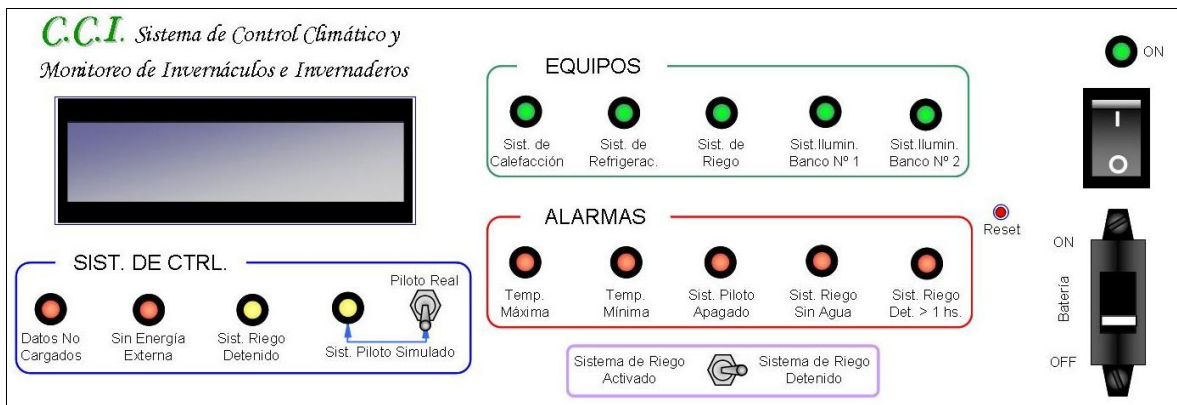 C.C.I. Sistema de Control Climático y
Monitoreo de Invernáculos e Invernaderos
EQUIPOS
Sist. de
Calefacción
Sist. de
Refrigerac.
Sist. de
Riego
Sist.Ilumin.
Banco Nº 1
Sist.Ilumin.
Banco Nº 2
ON
I
O
SIST. DE CTRL.
Datos No
Cargados
Sin Energía
Externa
Sist. Riego
Detenido
Piloto Real
Sist. Piloto Simulado
ALARMAS
Temp.
Máxima
Temp.
Mínima
Sist. Piloto
Apagado
Sist. Riego
Sin Agua
Sist. Riego
Det. > 1 hs.
Reset
Sistema de Riego
Activado
Sistema de Riego
Detenido
ON
Batería
OFF